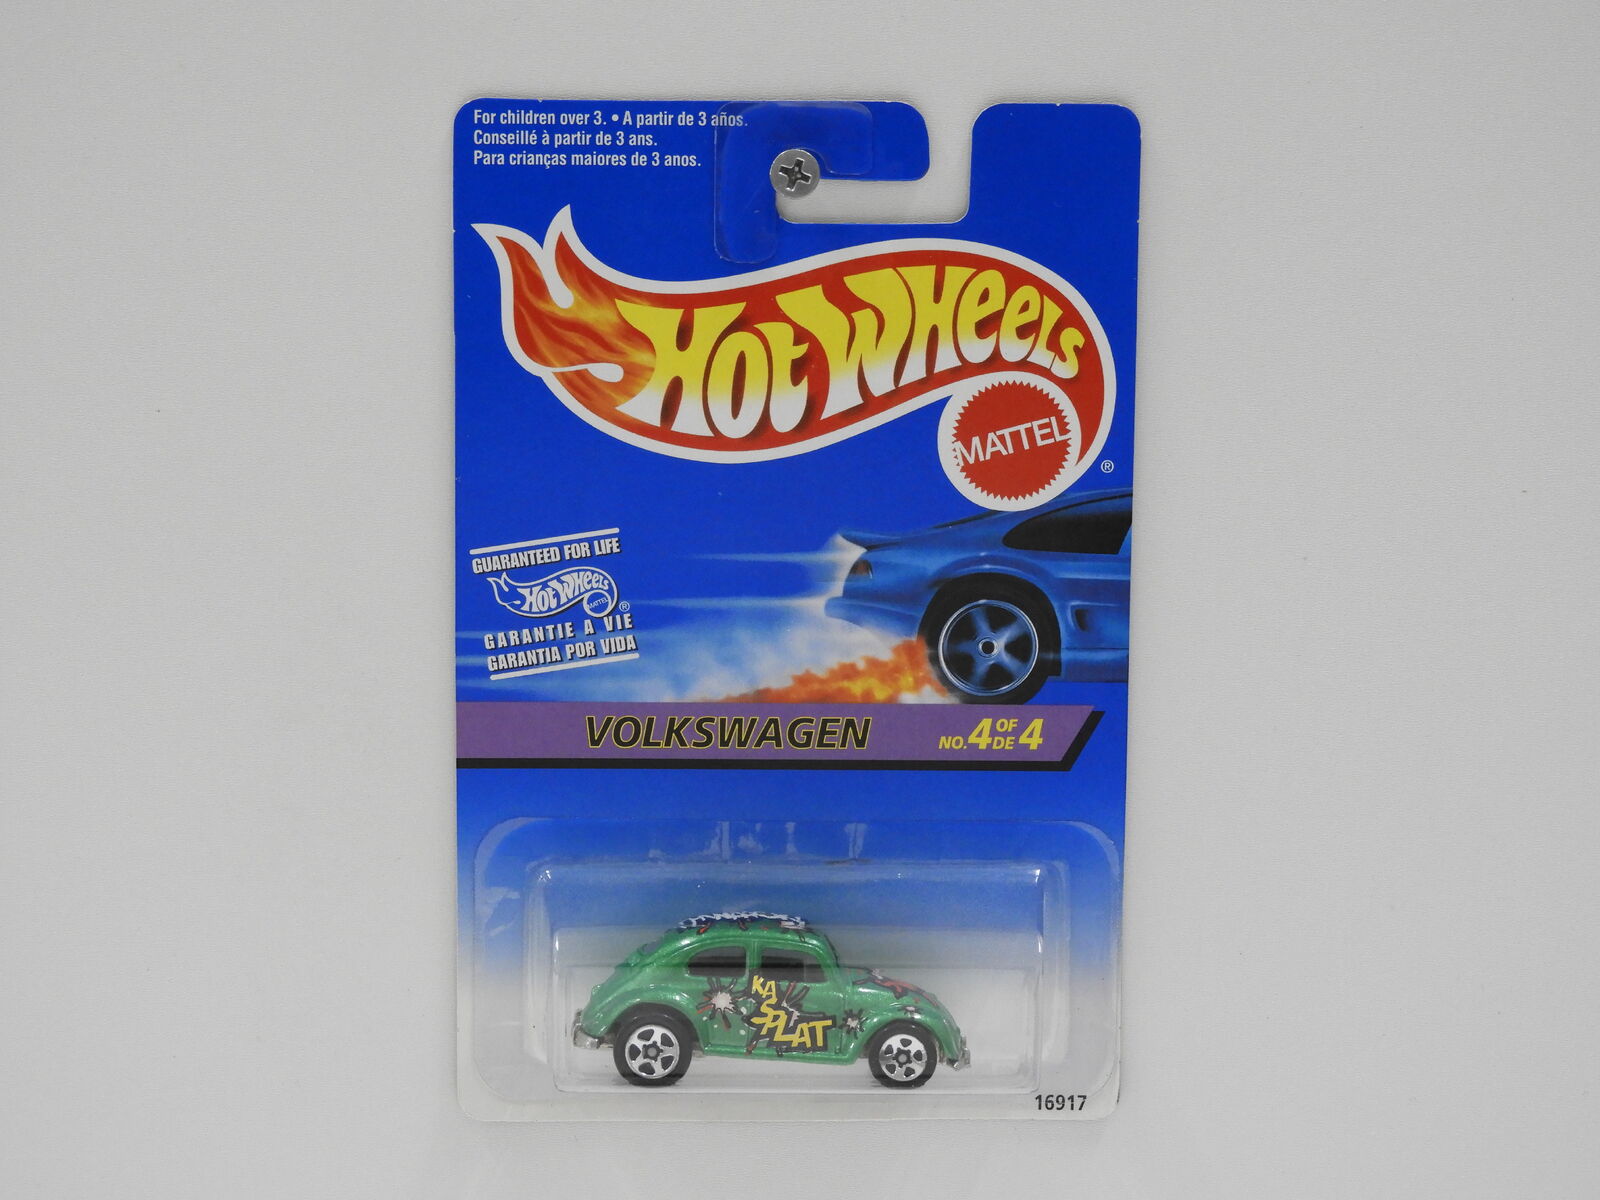 For children over 3. • A partir de 3 años.
Conseillé à partir de 3 ans.
Para crianças maiores de 3 anos.
HOT WHEELS
MATTEL
®
GUARANTEED FOR LIFE
HOT WHEELS
MATTEL
®
GARANTIE A VIE
GARANTIA POR VIDA
VOLKSWAGEN
NO. 4 OF 4
DE
KA
SPLAT
16917